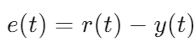 e(t) = r(t) − y(t)